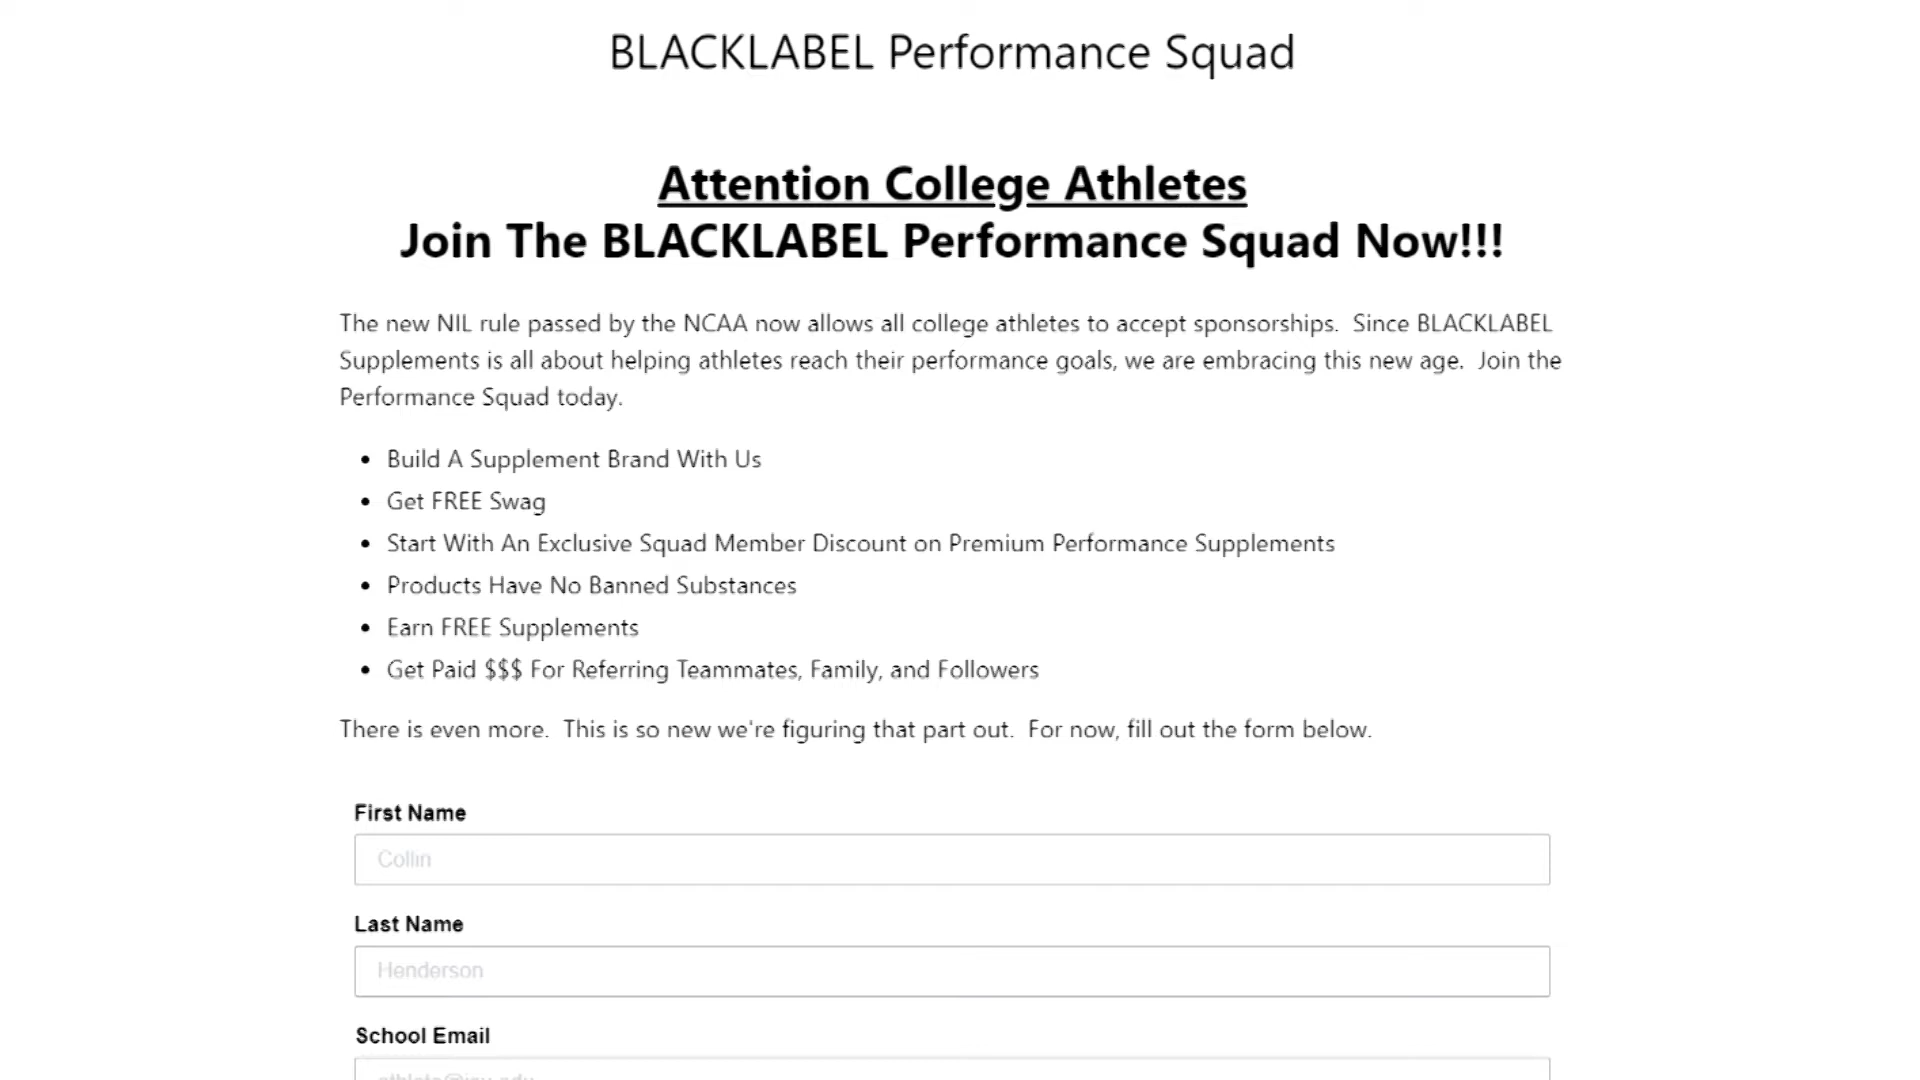 BLACKLABEL Performance Squad
Attention College Athletes
Join The BLACKLABEL Performance Squad Now!!!
The new NIL rule passed by the NCAA now allows all college athletes to accept sponsorships. Since BLACKLABEL
Supplements is all about helping athletes reach their performance goals, we are embracing this new age. Join the
Performance Squad today.
• Build A Supplement Brand With Us
• Get FREE Swag
• Start With An Exclusive Squad Member Discount on Premium Performance Supplements
• Products Have No Banned Substances
• Earn FREE Supplements
• Get Paid $$$ For Referring Teammates, Family, and Followers
There is even more. This is so new we're figuring that part out. For now, fill out the form below.
First Name
Collin
Last Name
Henderson
School Email